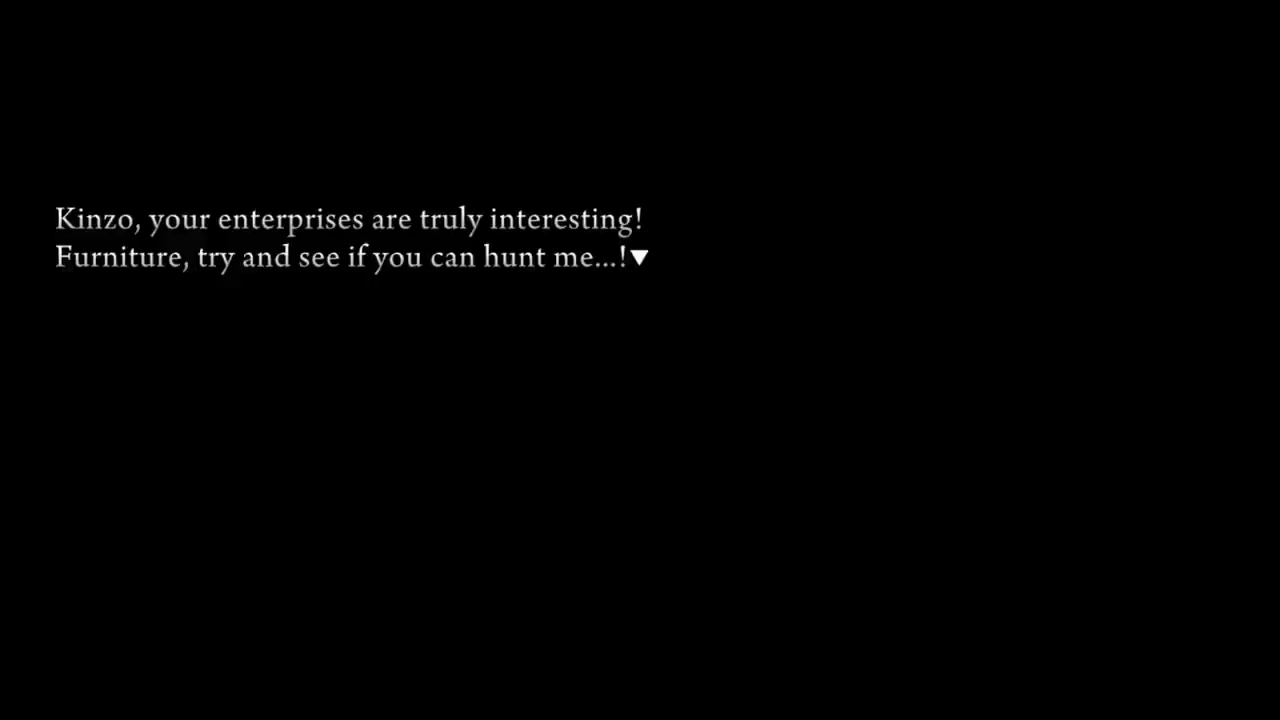 Kinzo, your enterprises are truly interesting!
Furniture, try and see if you can hunt me...!▼